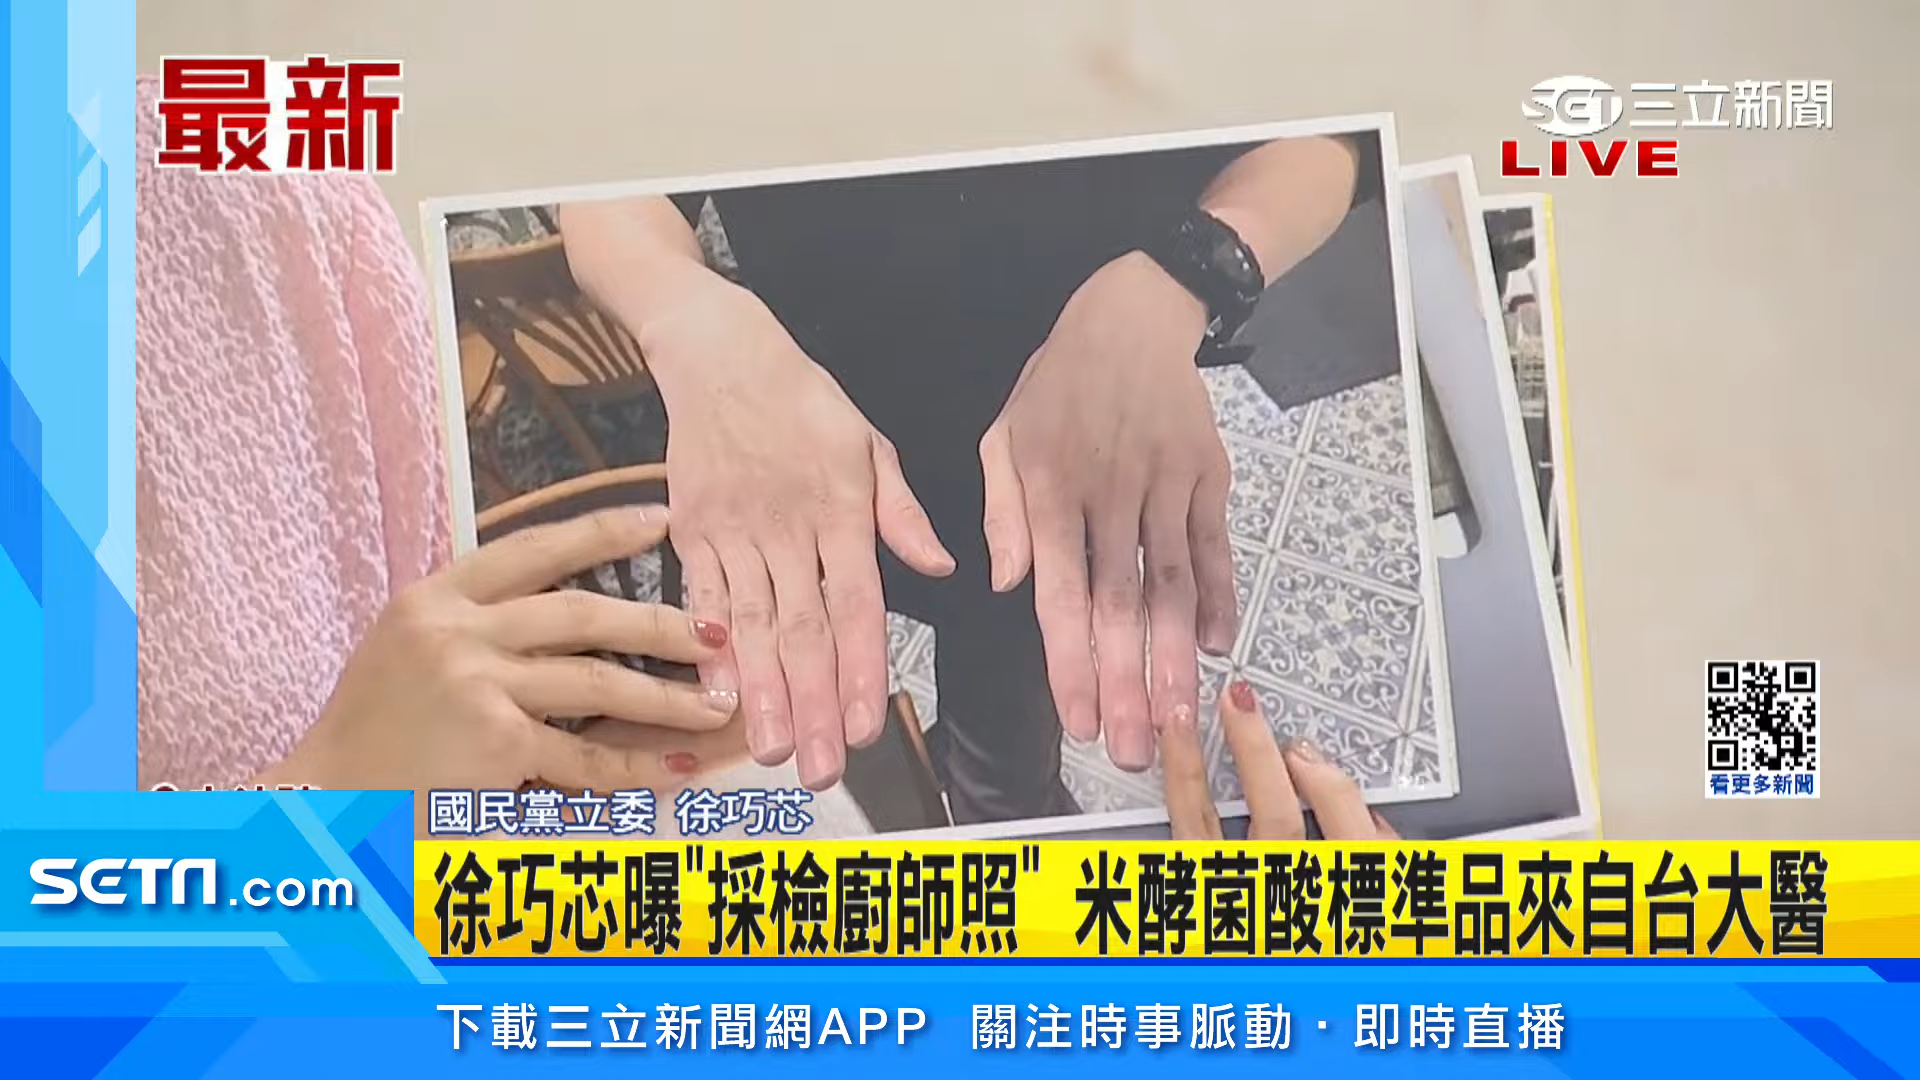 最新
SET三立新聞
LIVE
看更多新聞
國民黨立委 徐巧芯
徐巧芯曝"採檢廚師照" 米酵菌酸標準品來自台大醫
SETN.com
下載三立新聞網APP 關注時事脈動·即時直播